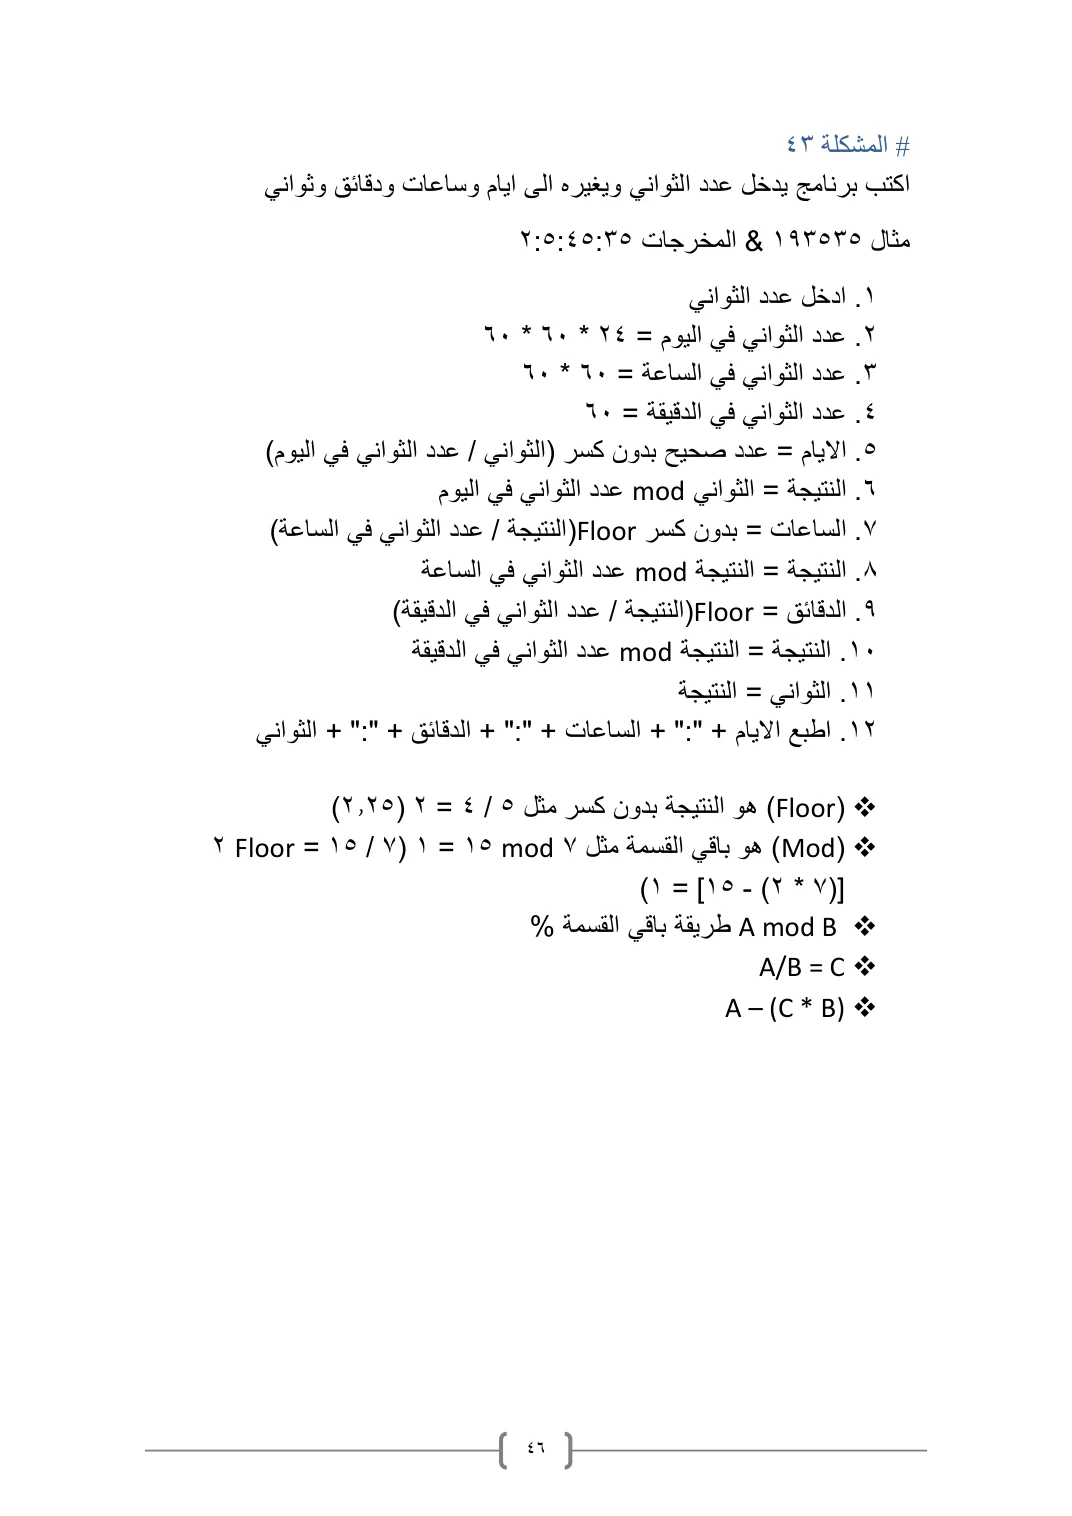 # المشكلة ٤٣
اكتب برنامج يدخل عدد الثواني ويغيره الى ايام وساعات ودقائق وثواني
مثال ١٩٣٥٣٥ & المخرجات ٢:٥:٤٥:٣٥
١. ادخل عدد الثواني
٢. عدد الثواني في اليوم = ٢٤ * ٦٠ * ٦٠
٣. عدد الثواني في الساعة = ٦٠ * ٦٠
٤. عدد الثواني في الدقيقة = ٦٠
٥. الايام = عدد صحيح بدون كسر (الثواني / عدد الثواني في اليوم)
٦. النتيجة = الثواني mod عدد الثواني في اليوم
٧. الساعات = بدون كسر Floor(النتيجة / عدد الثواني في الساعة)
٨. النتيجة = النتيجة mod عدد الثواني في الساعة
٩. الدقائق = Floor(النتيجة / عدد الثواني في الدقيقة)
١٠. النتيجة = النتيجة mod عدد الثواني في الدقيقة
١١. الثواني = النتيجة
١٢. اطبع الايام + ":" + الساعات + ":" + الدقائق + ":" + الثواني
❖ (Floor) هو النتيجة بدون كسر مثل ٥ / ٤ = ٢ (٢,٢٥)
❖ (Mod) هو باقي القسمة مثل ٧ mod ١٥ = ١ (٧ / ١٥ = Floor ٢
[(٧ * ٢) - ١٥] = ١)
❖ A mod B طريقة باقي القسمة %
❖ A/B = C
❖ A – (C * B)
٤٦